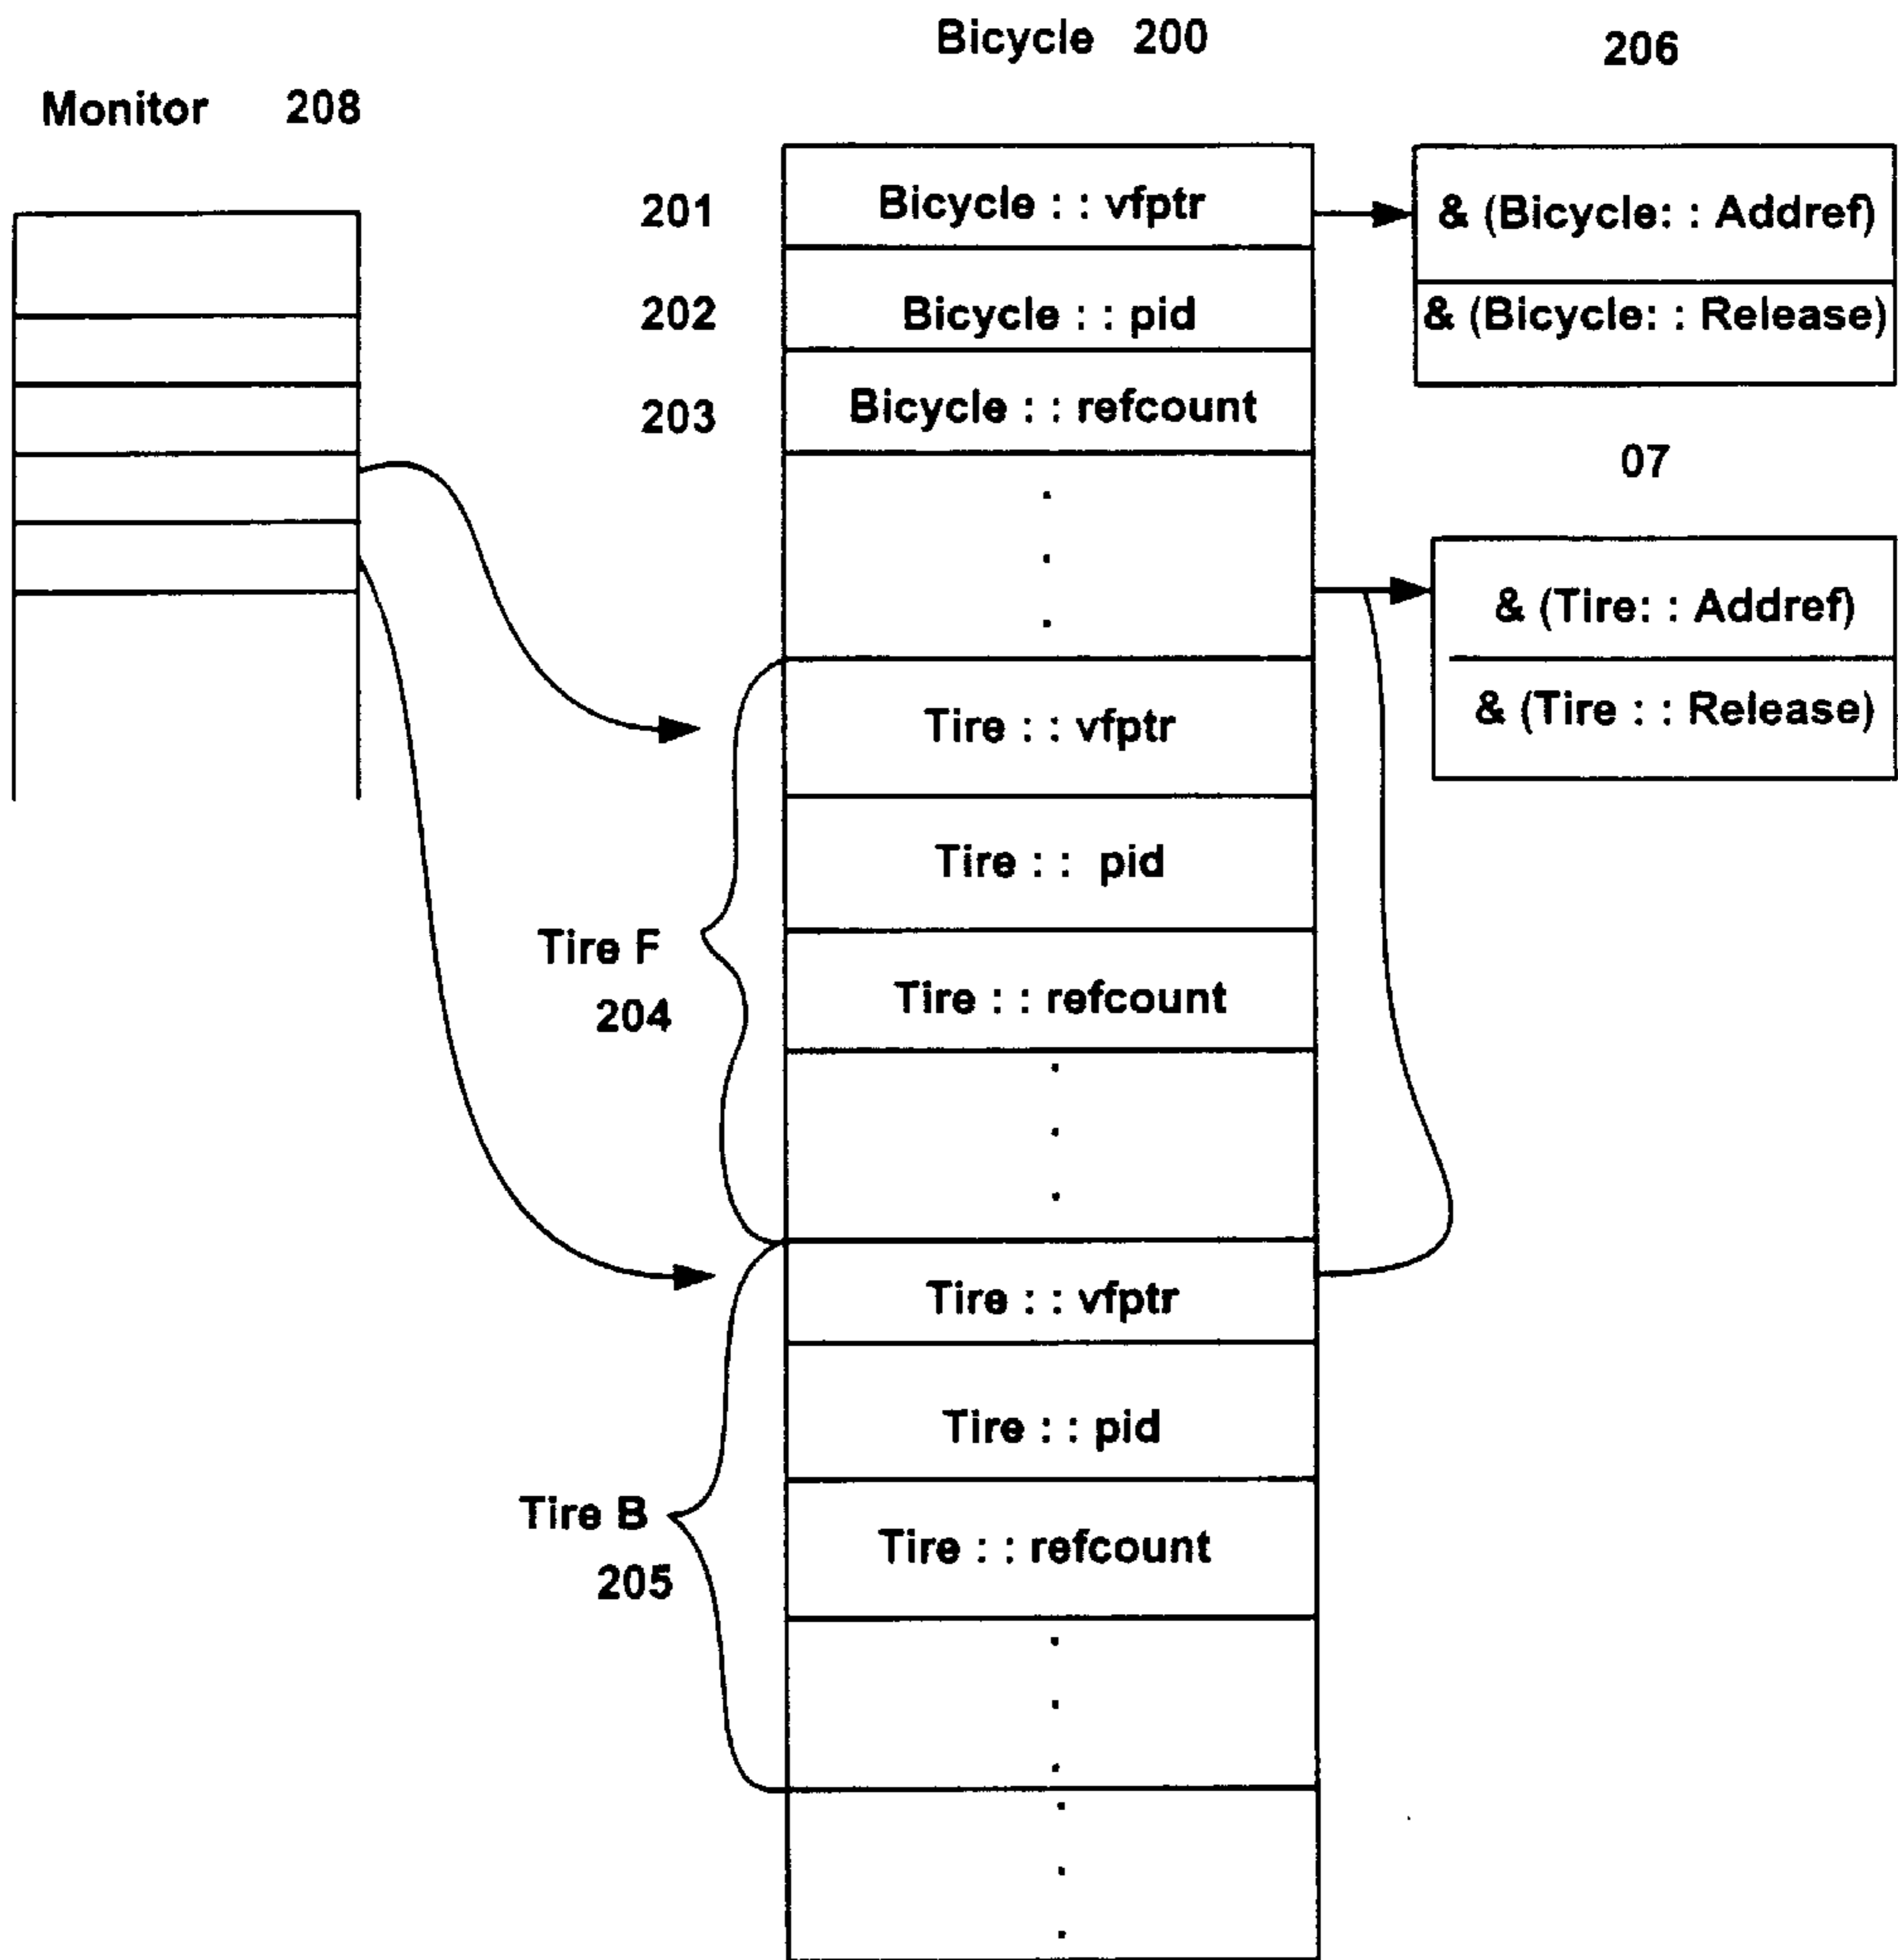 Bicycle 200
206
Monitor 208
201
Bicycle : : vfptr
& (Bicycle: : Addref)
202
Bicycle : : pid
& (Bicycle: : Release)
203
Bicycle : : refcount
07
& (Tire: : Addref)
& (Tire : : Release)
Tire : : vfptr
Tire : : pid
Tire F
204
Tire : : refcount
Tire : : vfptr
Tire : : pid
Tire B
205
Tire : : refcount